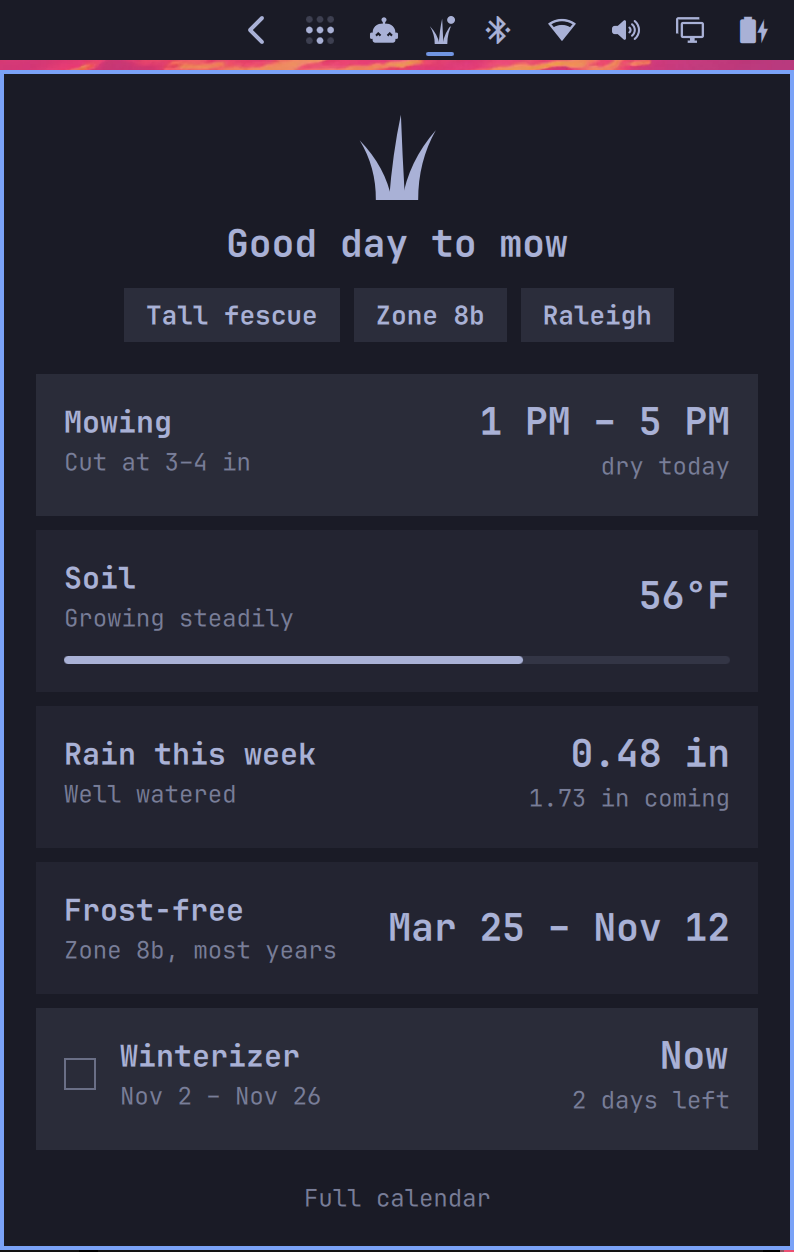 Good day to mow
Tall fescue Zone 8b Raleigh
Mowing 1 PM – 5 PM
Cut at 3–4 in dry today
Soil 56°F
Growing steadily
Rain this week 0.48 in
Well watered 1.73 in coming
Frost-free Mar 25 – Nov 12
Zone 8b, most years
Winterizer Now
Nov 2 – Nov 26 2 days left
Full calendar